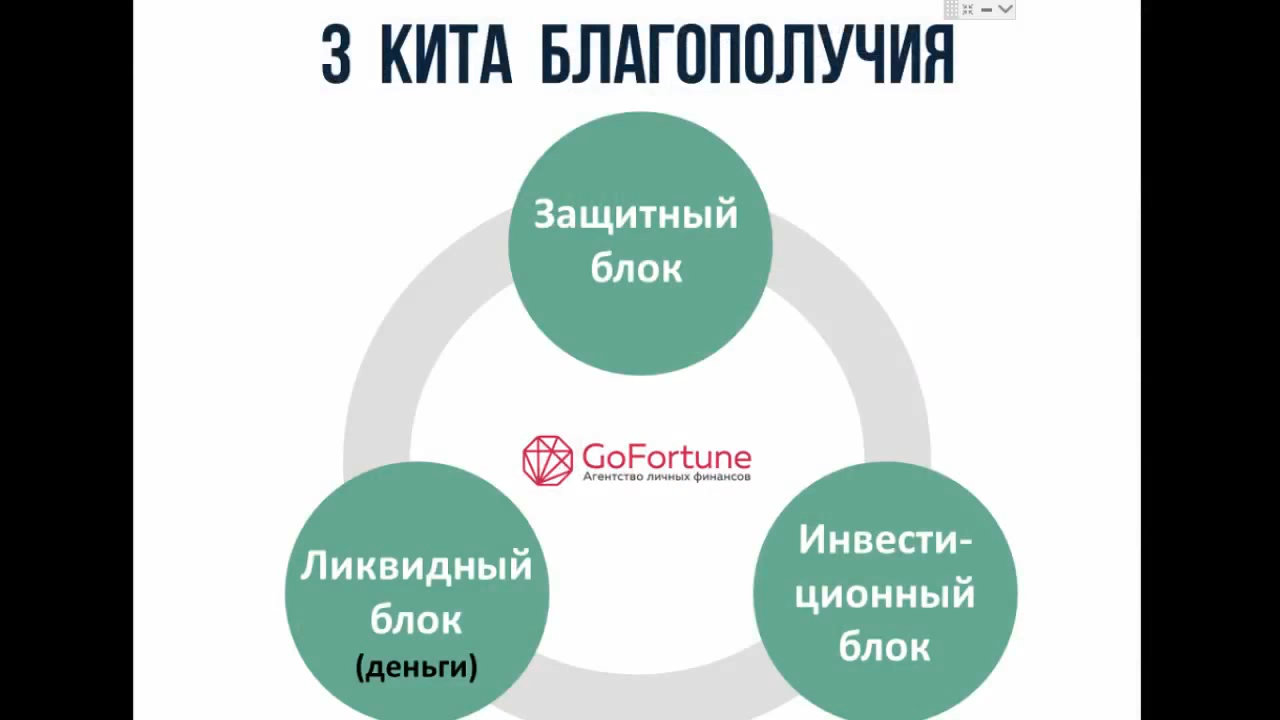 3 КИТА БЛАГОПОЛУЧИЯ
Защитный
блок
GoFortune
Агентство личных финансов
Ликвидный
блок
(деньги)
Инвести-
ционный
блок